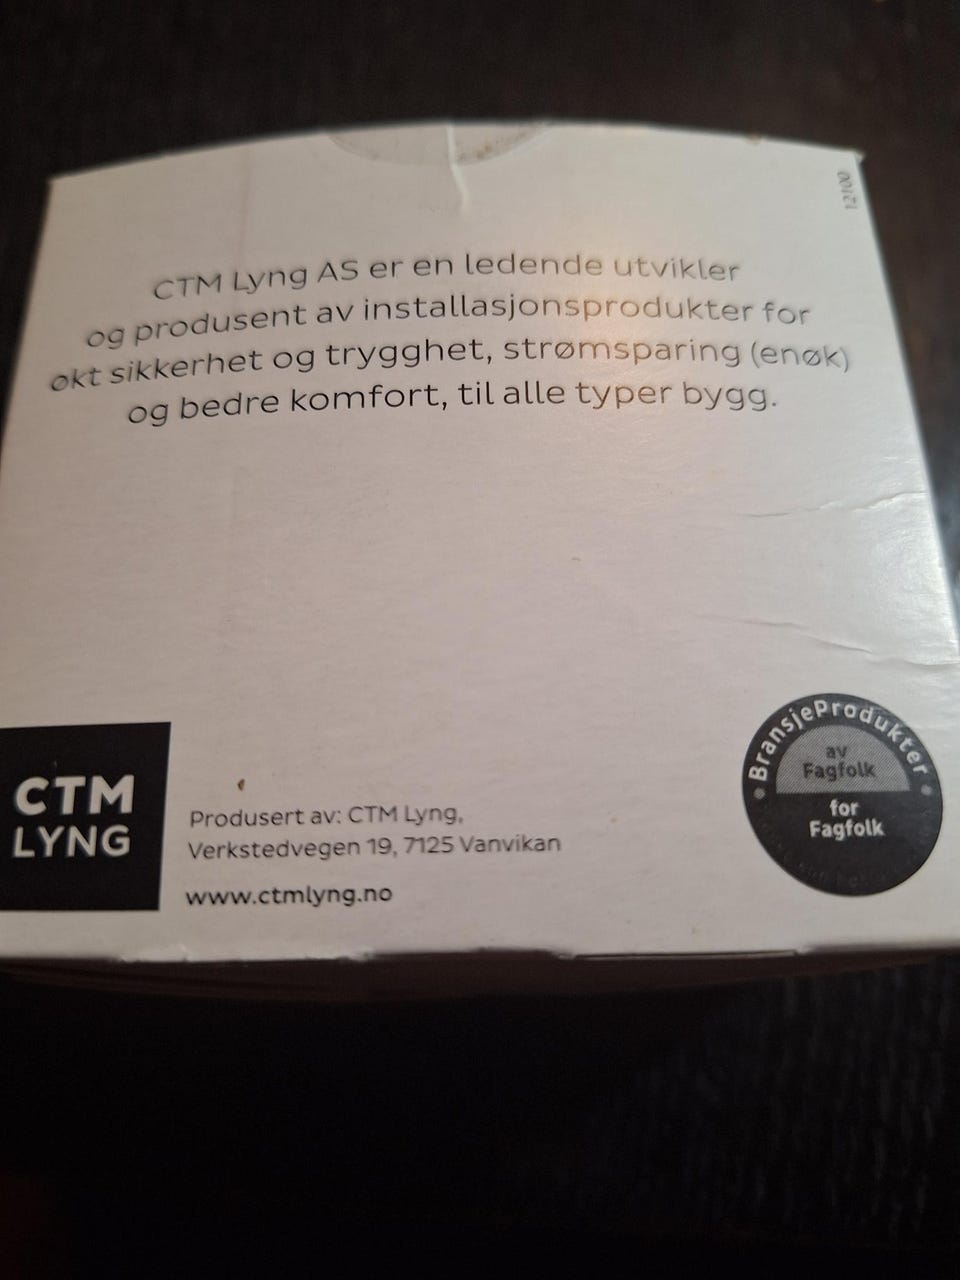 12100
CTM Lyng AS er en ledende utvikler
og produsent av installasjonsprodukter for
økt sikkerhet og trygghet, strømsparing (enøk)
og bedre komfort, til alle typer bygg.
CTM
LYNG
Produsert av: CTM Lyng,
Verkstedvegen 19, 7125 Vanvikan
www.ctmlyng.no
BransjeProdukter
av
Fagfolk
for
Fagfolk